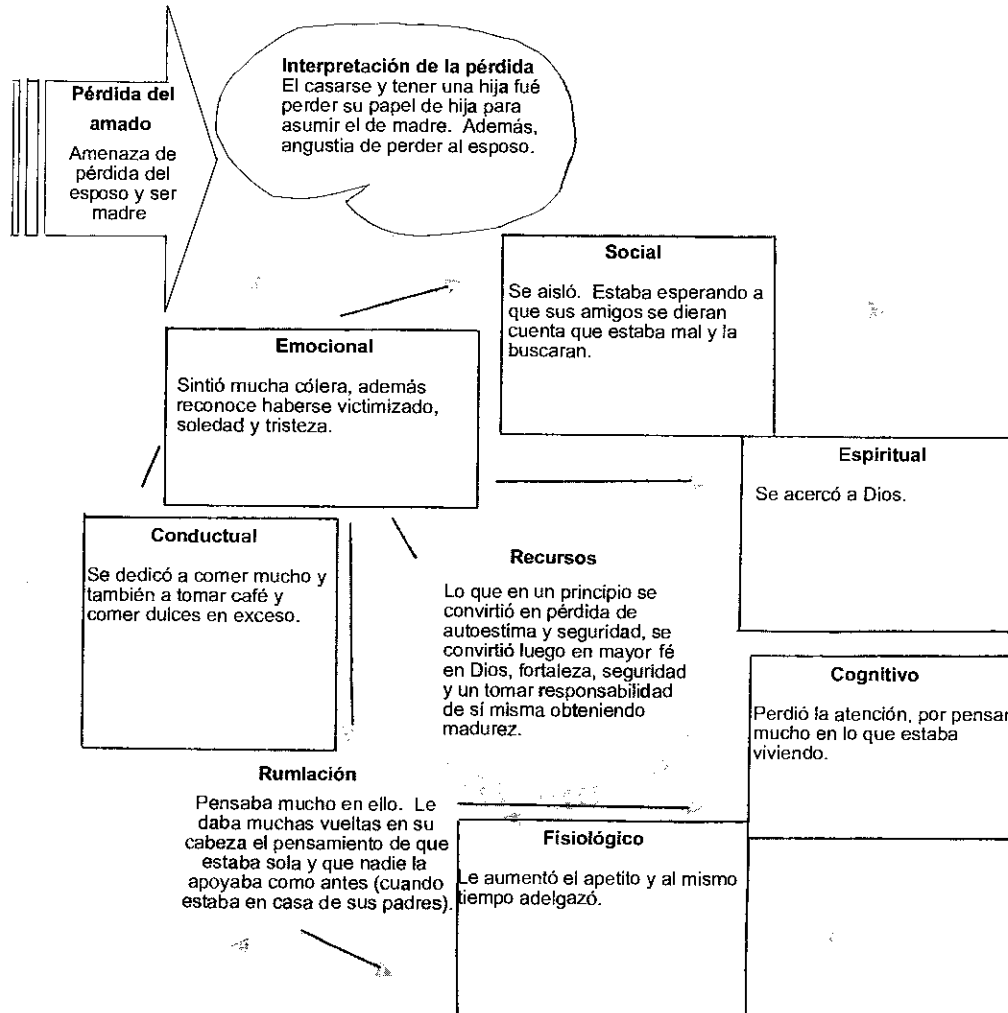 Pérdida del
amado
Amenaza de
pérdida del
esposo y ser
madre
Interpretación de la pérdida
El casarse y tener una hija fué
perder su papel de hija para
asumir el de madre. Además,
angustia de perder al esposo.
Social
Se aisló. Estaba esperando a
que sus amigos se dieran
cuenta que estaba mal y la
buscaran.
Emocional
Sintió mucha cólera, además
reconoce haberse victimizado,
soledad y tristeza.
Espiritual
Se acercó a Dios.
Conductual
Se dedicó a comer mucho y
también a tomar café y
comer dulces en exceso.
Recursos
Lo que en un principio se
convirtió en pérdida de
autoestima y seguridad, se
convirtió luego en mayor fé
en Dios, fortaleza, seguridad
y un tomar responsabilidad
de sí misma obteniendo
madurez.
Cognitivo
Perdió la atención, por pensar
mucho en lo que estaba
viviendo.
Rumiación
Pensaba mucho en ello. Le
daba muchas vueltas en su
cabeza el pensamiento de que
estaba sola y que nadie la
apoyaba como antes (cuando
estaba en casa de sus padres).
Fisiológico
Le aumentó el apetito y al mismo
tiempo adelgazó.